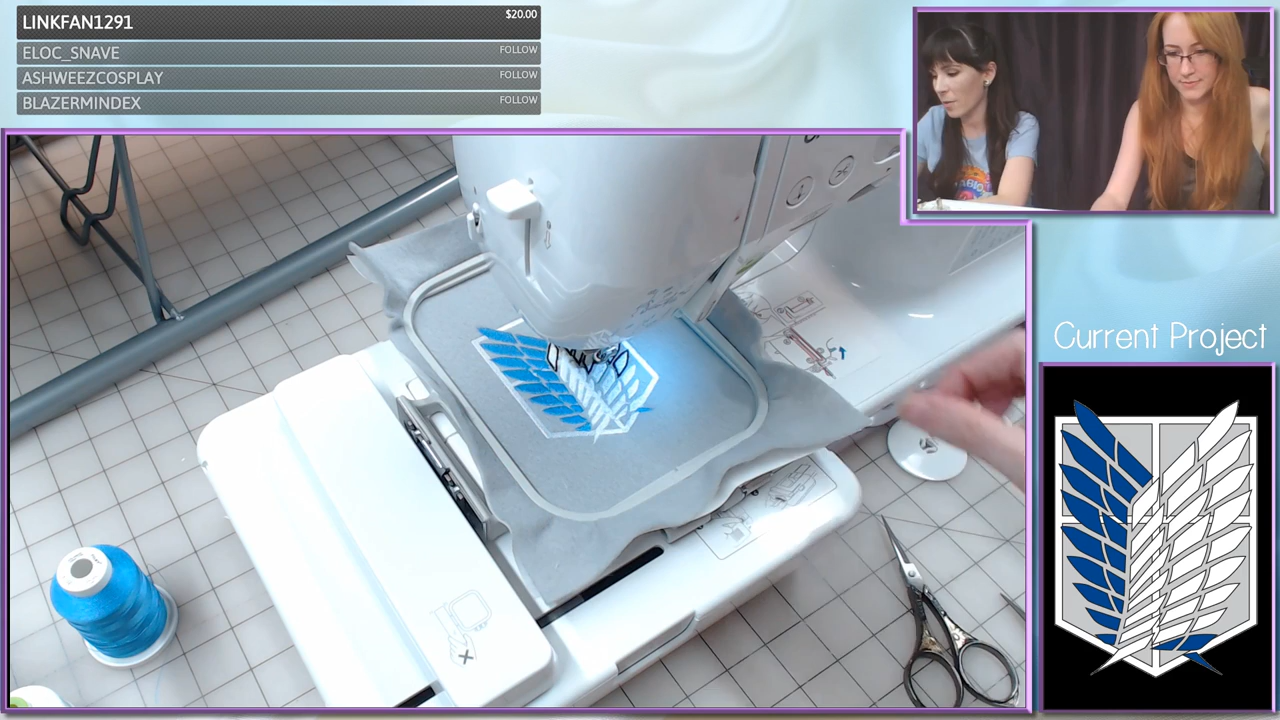 LINKFAN1291 $20.00
ELOC_SNAVE FOLLOW
ASHWEEZCOSPLAY FOLLOW
BLAZERMINDEX FOLLOW
Current Project